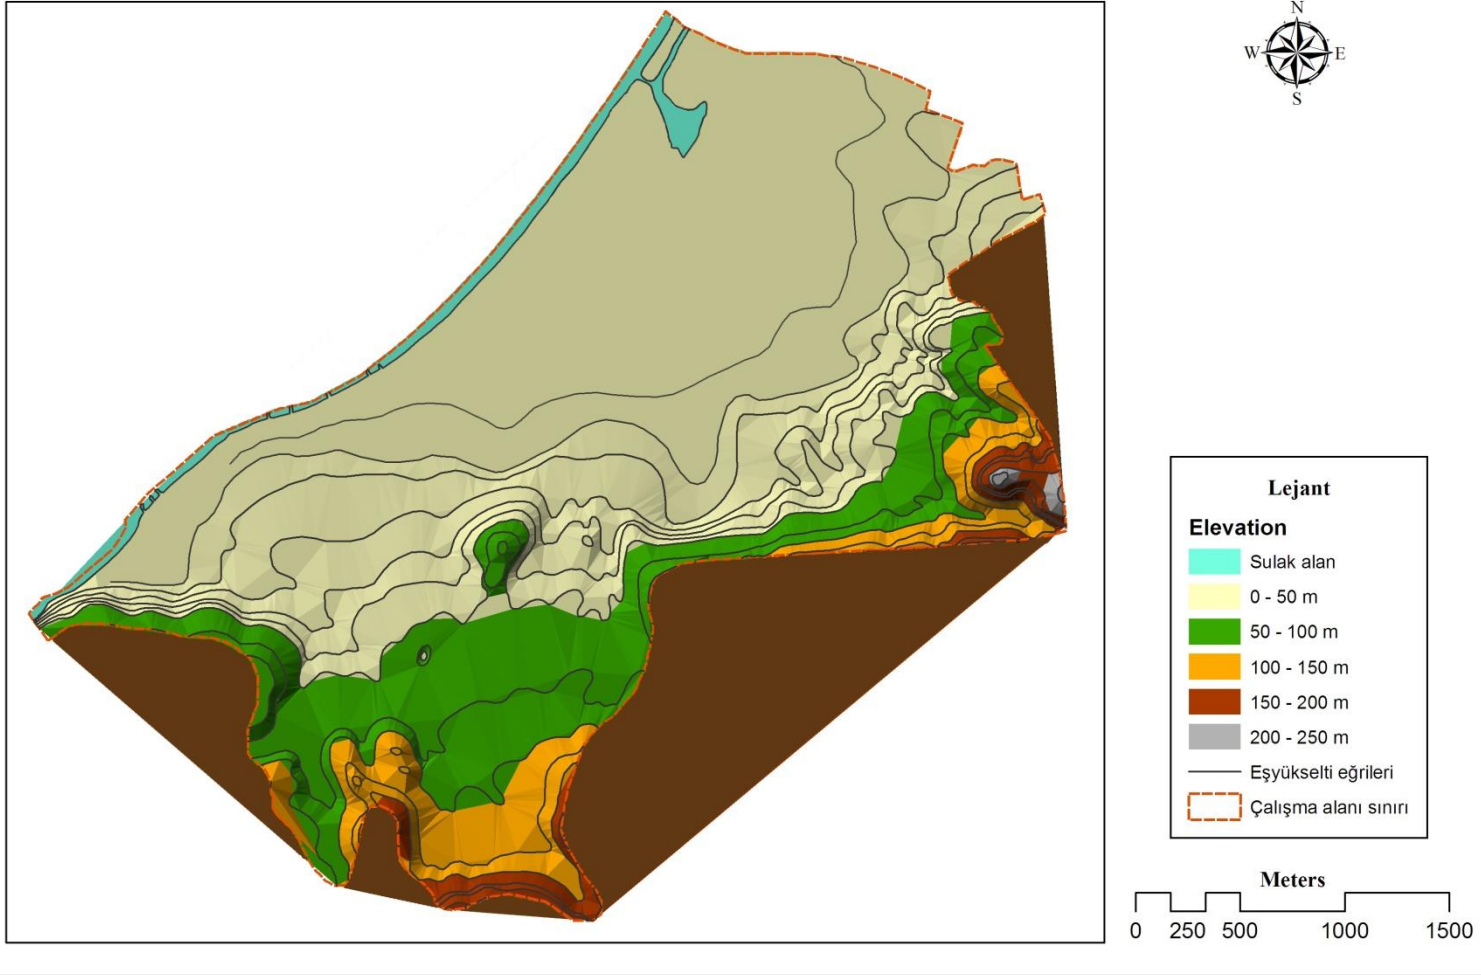 N
W E
S
Lejant
Elevation
Sulak alan
0 - 50 m
50 - 100 m
100 - 150 m
150 - 200 m
200 - 250 m
Eşyükselti eğrileri
Çalışma alanı sınırı
Meters
0 250 500 1000 1500